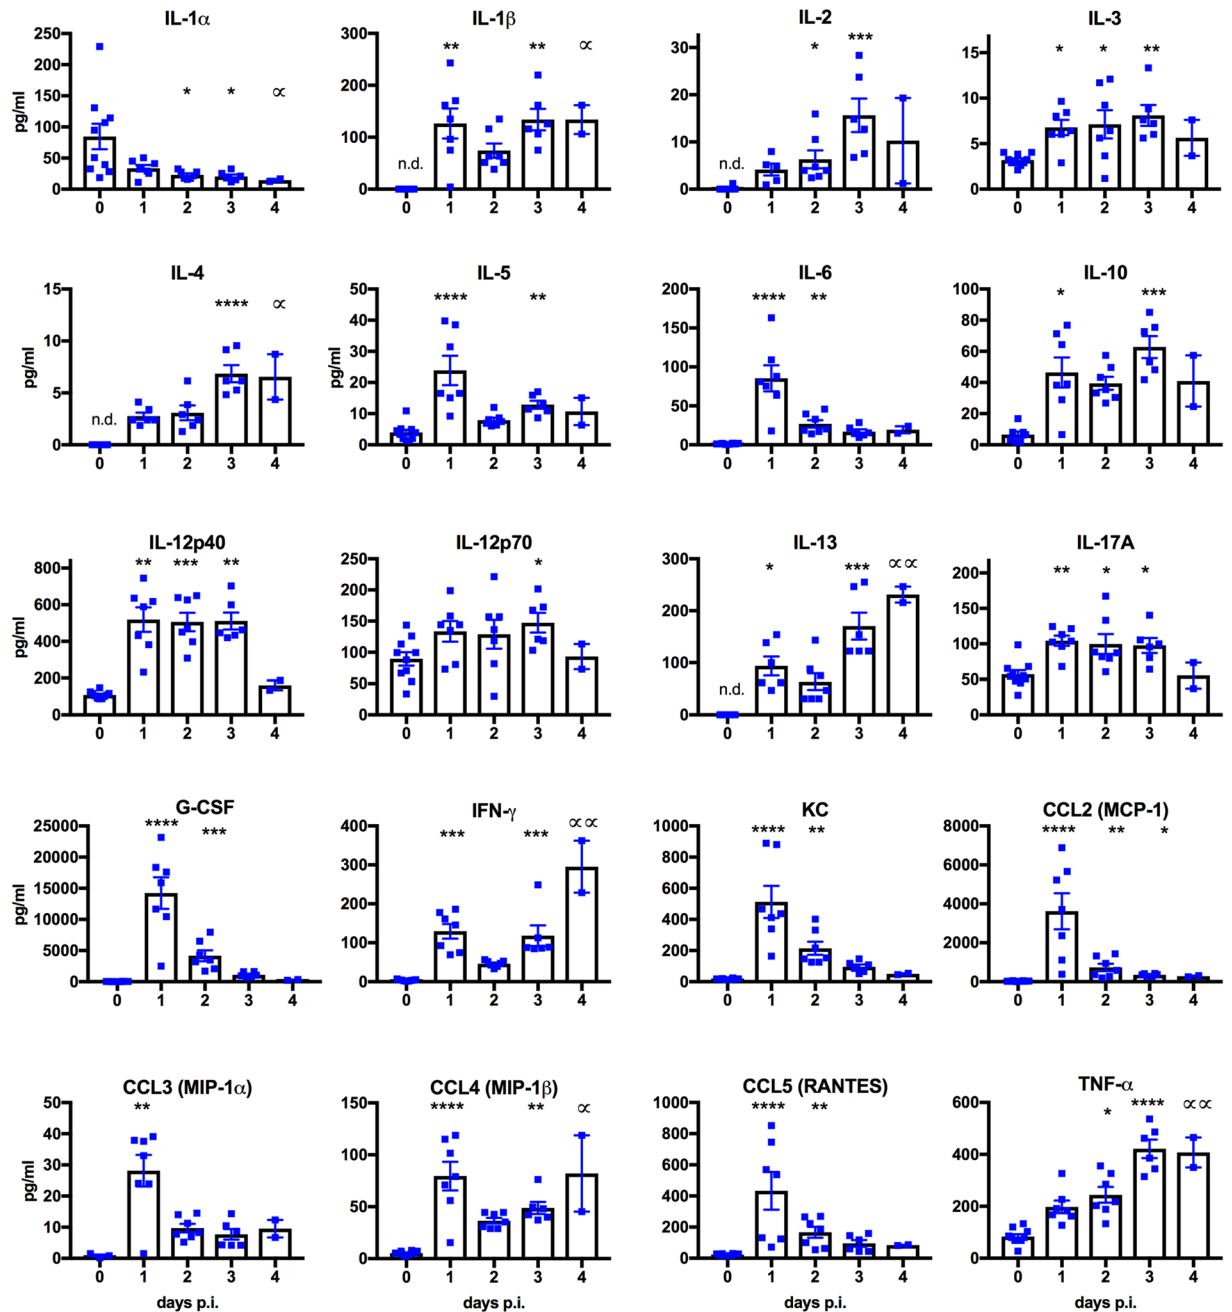 IL-1α
pg/ml
250
200
150
100
50
0
* * ∝
0 1 2 3 4
IL-1β
300
200
100
0
n.d.
** ** ∝
0 1 2 3 4
IL-2
30
20
10
0
n.d.
* ***
0 1 2 3 4
IL-3
15
10
5
0
* * **
0 1 2 3 4
IL-4
pg/ml
15
10
5
0
n.d.
**** ∝
0 1 2 3 4
IL-5
pg/ml
50
40
30
20
10
0
**** **
0 1 2 3 4
IL-6
200
150
100
50
0
**** **
0 1 2 3 4
IL-10
100
80
60
40
20
0
* ***
0 1 2 3 4
IL-12p40
pg/ml
800
600
400
200
0
** *** **
0 1 2 3 4
IL-12p70
250
200
150
100
50
0
*
0 1 2 3 4
IL-13
300
200
100
0
n.d.
* *** ∝∝
0 1 2 3 4
IL-17A
200
150
100
50
0
** * *
0 1 2 3 4
G-CSF
pg/ml
25000
20000
15000
10000
5000
0
**** ***
0 1 2 3 4
IFN-γ
400
300
200
100
0
*** *** ∝∝
0 1 2 3 4
KC
1000
800
600
400
200
0
**** **
0 1 2 3 4
CCL2 (MCP-1)
8000
6000
4000
2000
0
**** ** *
0 1 2 3 4
CCL3 (MIP-1α)
pg/ml
50
40
30
20
10
0
**
0 1 2 3 4
days p.i.
CCL4 (MIP-1β)
150
100
50
0
**** ** ∝
0 1 2 3 4
days p.i.
CCL5 (RANTES)
1000
800
600
400
200
0
**** **
0 1 2 3 4
days p.i.
TNF-α
600
400
200
0
* **** ∝∝
0 1 2 3 4
days p.i.